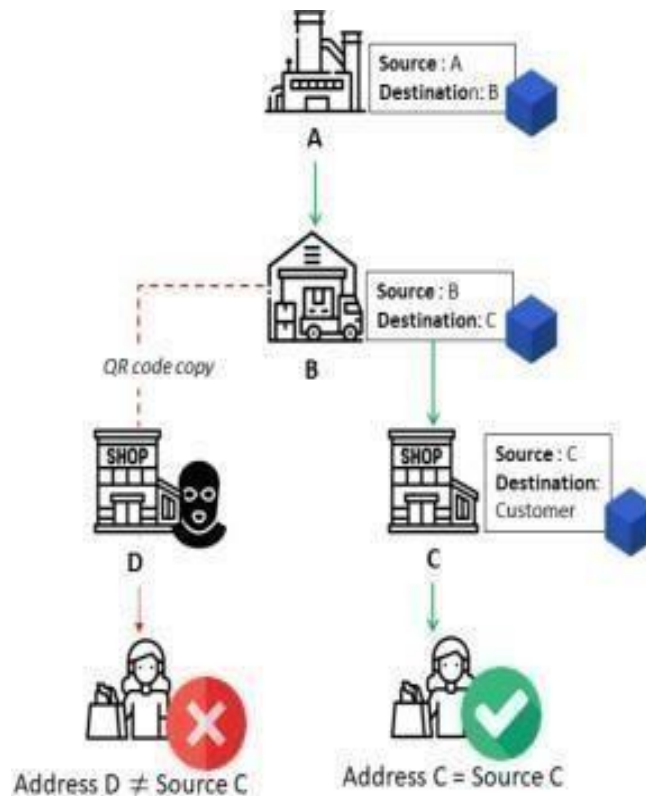 Source : A
Destination: B
A
Source : B
Destination: C
B
QR code copy
SHOP
D
SHOP
C
Source : C
Destination:
Customer
Address D ≠ Source C
Address C = Source C